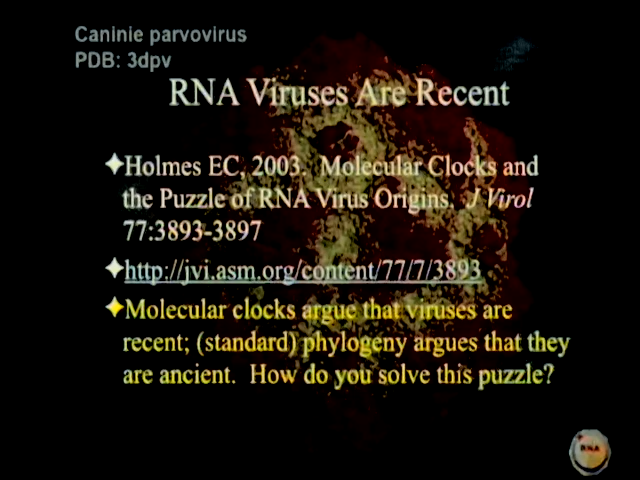 Caninie parvovirus
PDB: 3dpv
RNA Viruses Are Recent
Holmes EC, 2003. Molecular Clocks and
the Puzzle of RNA Virus Origins. J Virol
77:3893-3897
http://jvi.asm.org/content/77/7/3893
Molecular clocks argue that viruses are
recent; (standard) phylogeny argues that they
are ancient. How do you solve this puzzle?
RNA